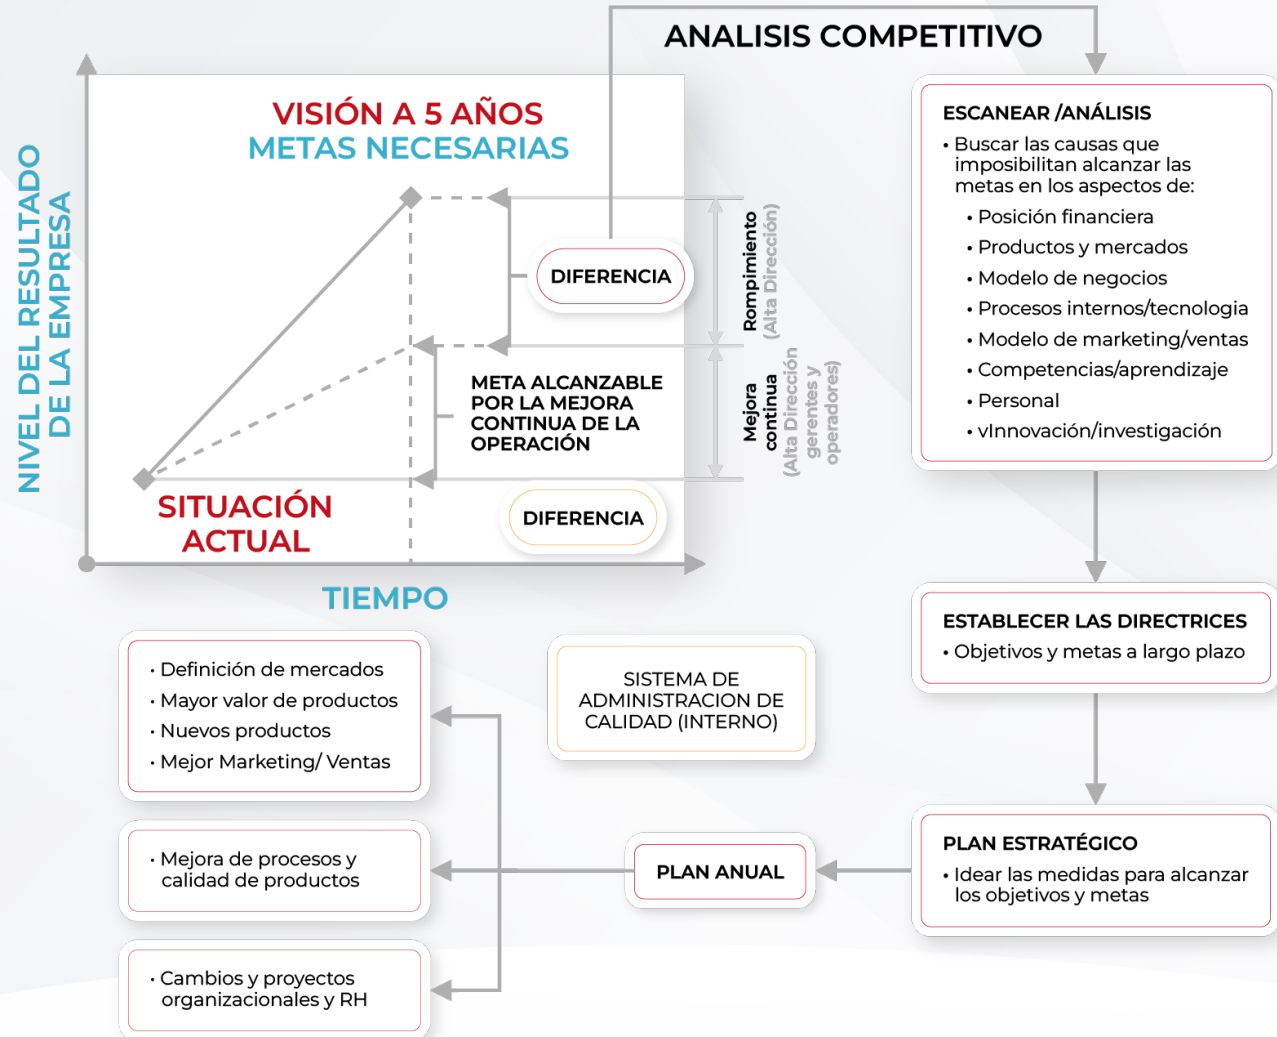 ANALISIS COMPETITIVO
NIVEL DEL RESULTADO
DE LA EMPRESA
VISIÓN A 5 AÑOS
METAS NECESARIAS
DIFERENCIA
META ALCANZABLE
POR LA MEJORA
CONTINUA DE LA
OPERACIÓN
SITUACIÓN
ACTUAL
DIFERENCIA
TIEMPO
Rompimiento
(Alta Dirección)
Mejora
continua
(Alta Dirección
gerentes y
operadores)
ESCANEAR /ANÁLISIS
• Buscar las causas que
imposibilitan alcanzar las
metas en los aspectos de:
• Posición financiera
• Productos y mercados
• Modelo de negocios
• Procesos internos/tecnologia
• Modelo de marketing/ventas
• Competencias/aprendizaje
• Personal
• vInnovación/investigación
ESTABLECER LAS DIRECTRICES
• Objetivos y metas a largo plazo
PLAN ESTRATÉGICO
• Idear las medidas para alcanzar
los objetivos y metas
PLAN ANUAL
SISTEMA DE
ADMINISTRACION DE
CALIDAD (INTERNO)
• Definición de mercados
• Mayor valor de productos
• Nuevos productos
• Mejor Marketing/ Ventas
• Mejora de procesos y
calidad de productos
• Cambios y proyectos
organizacionales y RH